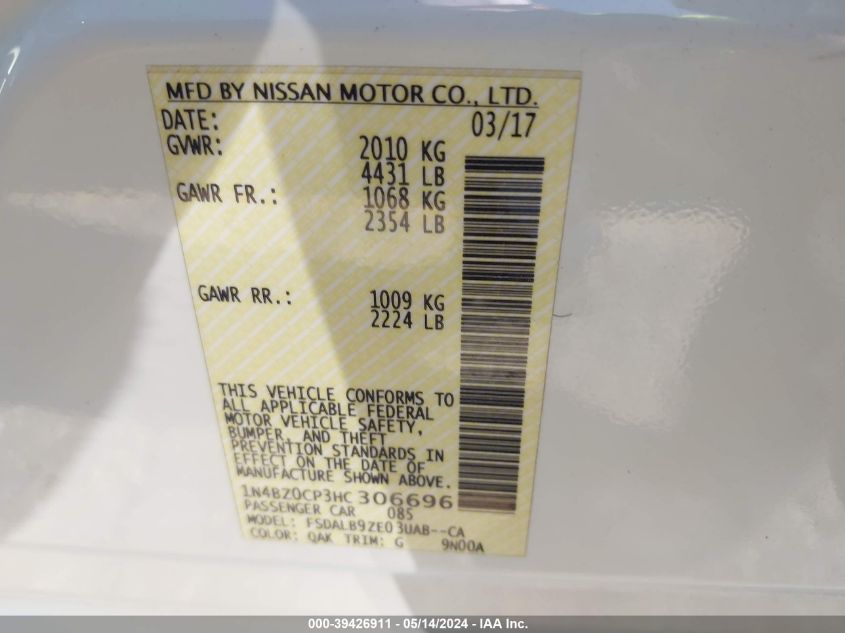 MFD BY NISSAN MOTOR CO., LTD.
DATE: 03/17
GVWR: 2010 KG
4431 LB
GAWR FR.: 1068 KG
2354 LB
GAWR RR.: 1009 KG
2224 LB
THIS VEHICLE CONFORMS TO
ALL APPLICABLE FEDERAL
MOTOR VEHICLE SAFETY,
BUMPER, AND THEFT
PREVENTION STANDARDS IN
EFFECT ON THE DATE OF
MANUFACTURE SHOWN ABOVE.
1N4BZ0CP3HC306696
PASSENGER CAR 085
MODEL: FSDALB9ZE03UAB--CA
COLOR: QAK TRIM: G 9N00A
000-39426911 - 05/14/2024 - IAA Inc.